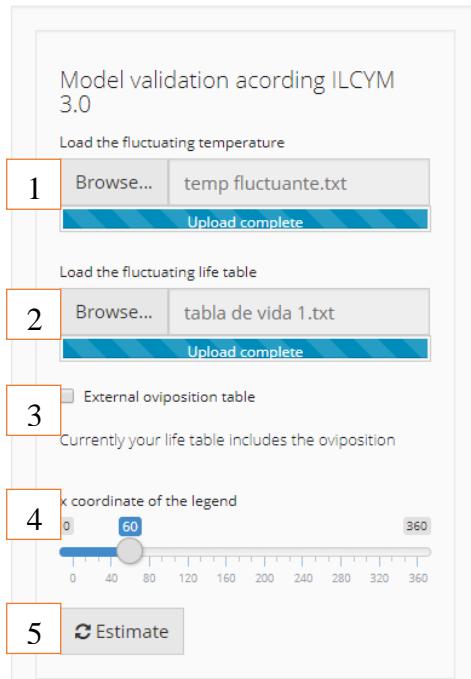 Model validation acording ILCYM
3.0
Load the fluctuating temperature
1 Browse... temp fluctuante.txt
Upload complete
Load the fluctuating life table
2 Browse... tabla de vida 1.txt
Upload complete
3 External oviposition table
Currently your life table includes the oviposition
x coordinate of the legend
4 0 60 360
0 40 80 120 160 200 240 280 320 360
5 Estimate